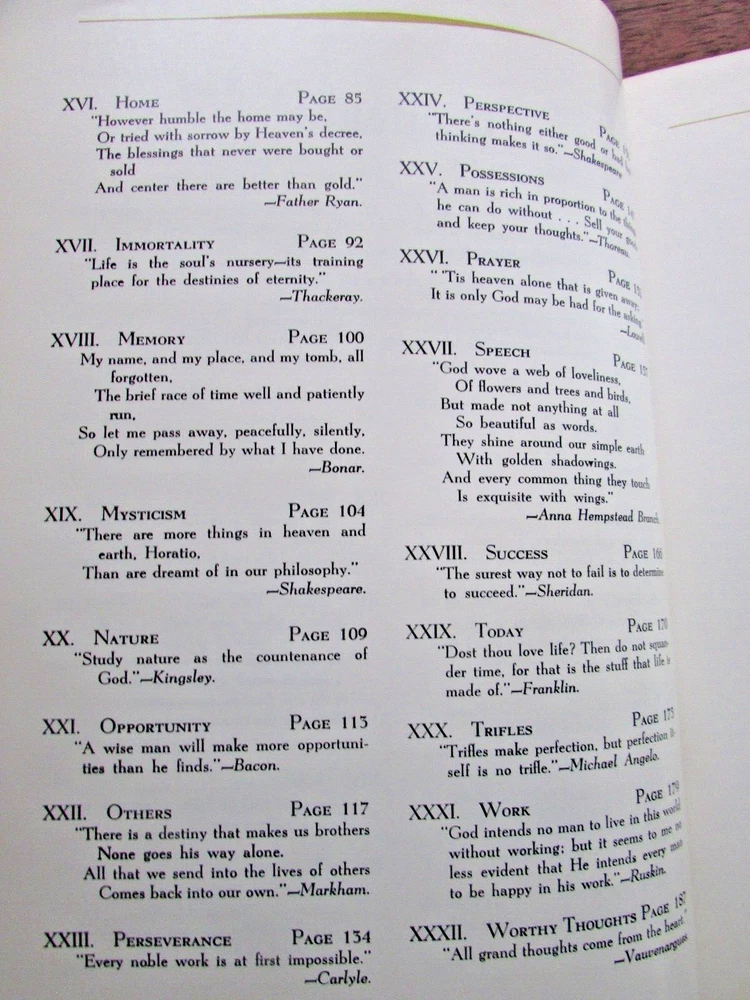 XVI. Home Page 85
"However humble the home may be,
Or tried with sorrow by Heaven's decree,
The blessings that never were bought or
sold
And center there are better than gold."
—Father Ryan.
XVII. Immortality Page 92
"Life is the soul's nursery—its training
place for the destinies of eternity."
—Thackeray.
XVIII. Memory Page 100
My name, and my place, and my tomb, all
forgotten,
The brief race of time well and patiently
run,
So let me pass away, peacefully, silently,
Only remembered by what I have done.
—Bonar.
XIX. Mysticism Page 104
"There are more things in heaven and
earth, Horatio,
Than are dreamt of in our philosophy."
—Shakespeare.
XX. Nature Page 109
"Study nature as the countenance of
God."—Kingsley.
XXI. Opportunity Page 113
"A wise man will make more opportuni-
ties than he finds."—Bacon.
XXII. Others Page 117
"There is a destiny that makes us brothers
None goes his way alone.
All that we send into the lives of others
Comes back into our own."—Markham.
XXIII. Perseverance Page 134
"Every noble work is at first impossible."
—Carlyle.
XXIV. Perspective Page
"There's nothing either good or bad
thinking makes it so."—Shakespeare
XXV. Possessions Page
"A man is rich in proportion to the things
he can do without . . . Sell your
and keep your thoughts."—Thoreau.
XXVI. Prayer Page
" 'Tis heaven alone that is given away;
It is only God may be had for the asking
—Lowell
XXVII. Speech Page 157
"God wove a web of loveliness,
Of flowers and trees and birds,
But made not anything at all
So beautiful as words.
They shine around our simple earth
With golden shadowings.
And every common thing they touch
Is exquisite with wings."
—Anna Hempstead Branch.
XXVIII. Success Page 166
"The surest way not to fail is to determine
to succeed."—Sheridan.
XXIX. Today Page 170
"Dost thou love life? Then do not squan-
der time, for that is the stuff that life is
made of."—Franklin.
XXX. Trifles Page 173
"Trifles make perfection, but perfection it-
self is no trifle."—Michael Angelo.
XXXI. Work Page 179
"God intends no man to live in this world
without working; but it seems to me no
less evident that He intends every man
to be happy in his work."—Ruskin.
XXXII. Worthy Thoughts Page 187
"All grand thoughts come from the heart."
—Vauvenargues